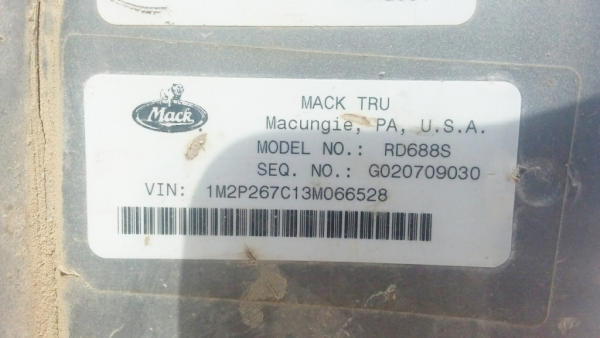 Mack
MACK TRU
Macungie, PA, U.S.A.
MODEL NO.: RD688S
SEQ. NO.: G020709030
VIN: 1M2P267C13M066528